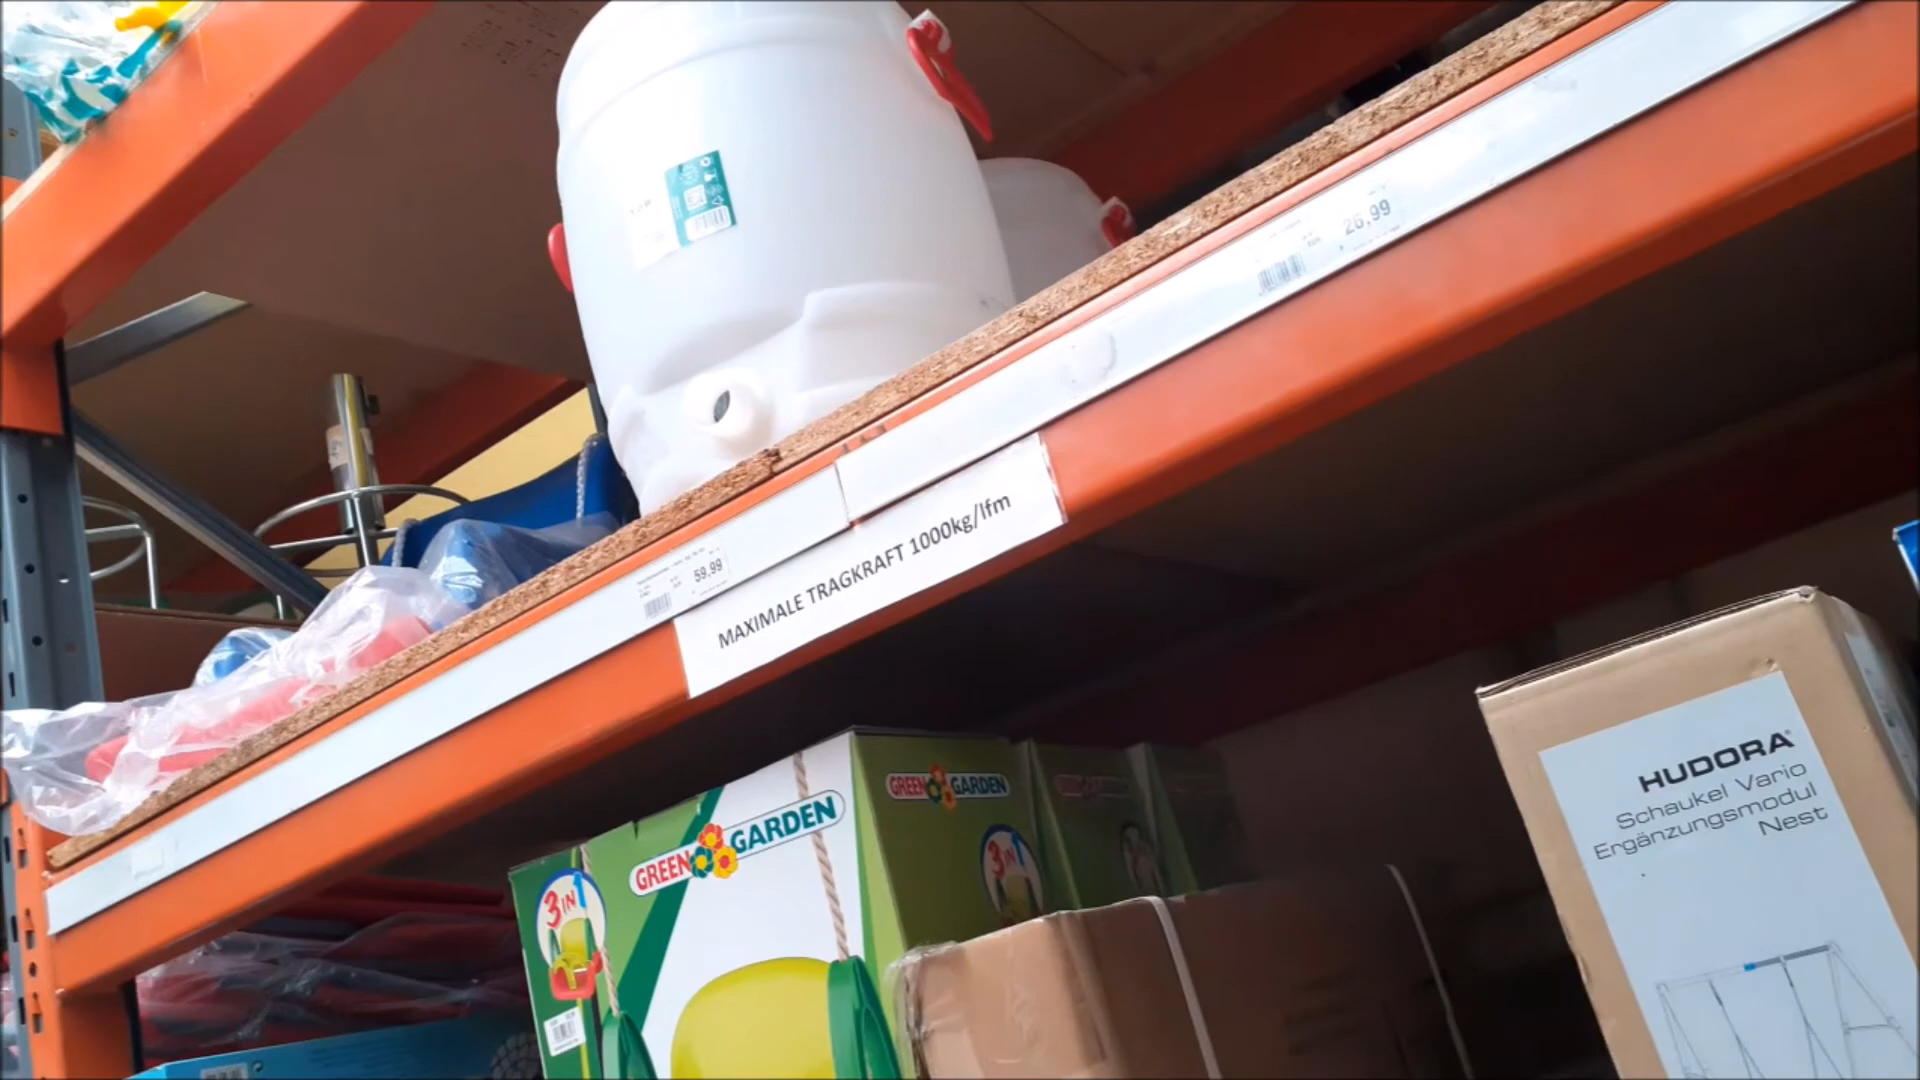 26,99
59,99
MAXIMALE TRAGKRAFT 1000kg/lfm
HUDORA
Schaukel Vario
Ergänzungsmodul
Nest
GREEN GARDEN
GREEN GARDEN
3 IN 1
3 IN 1